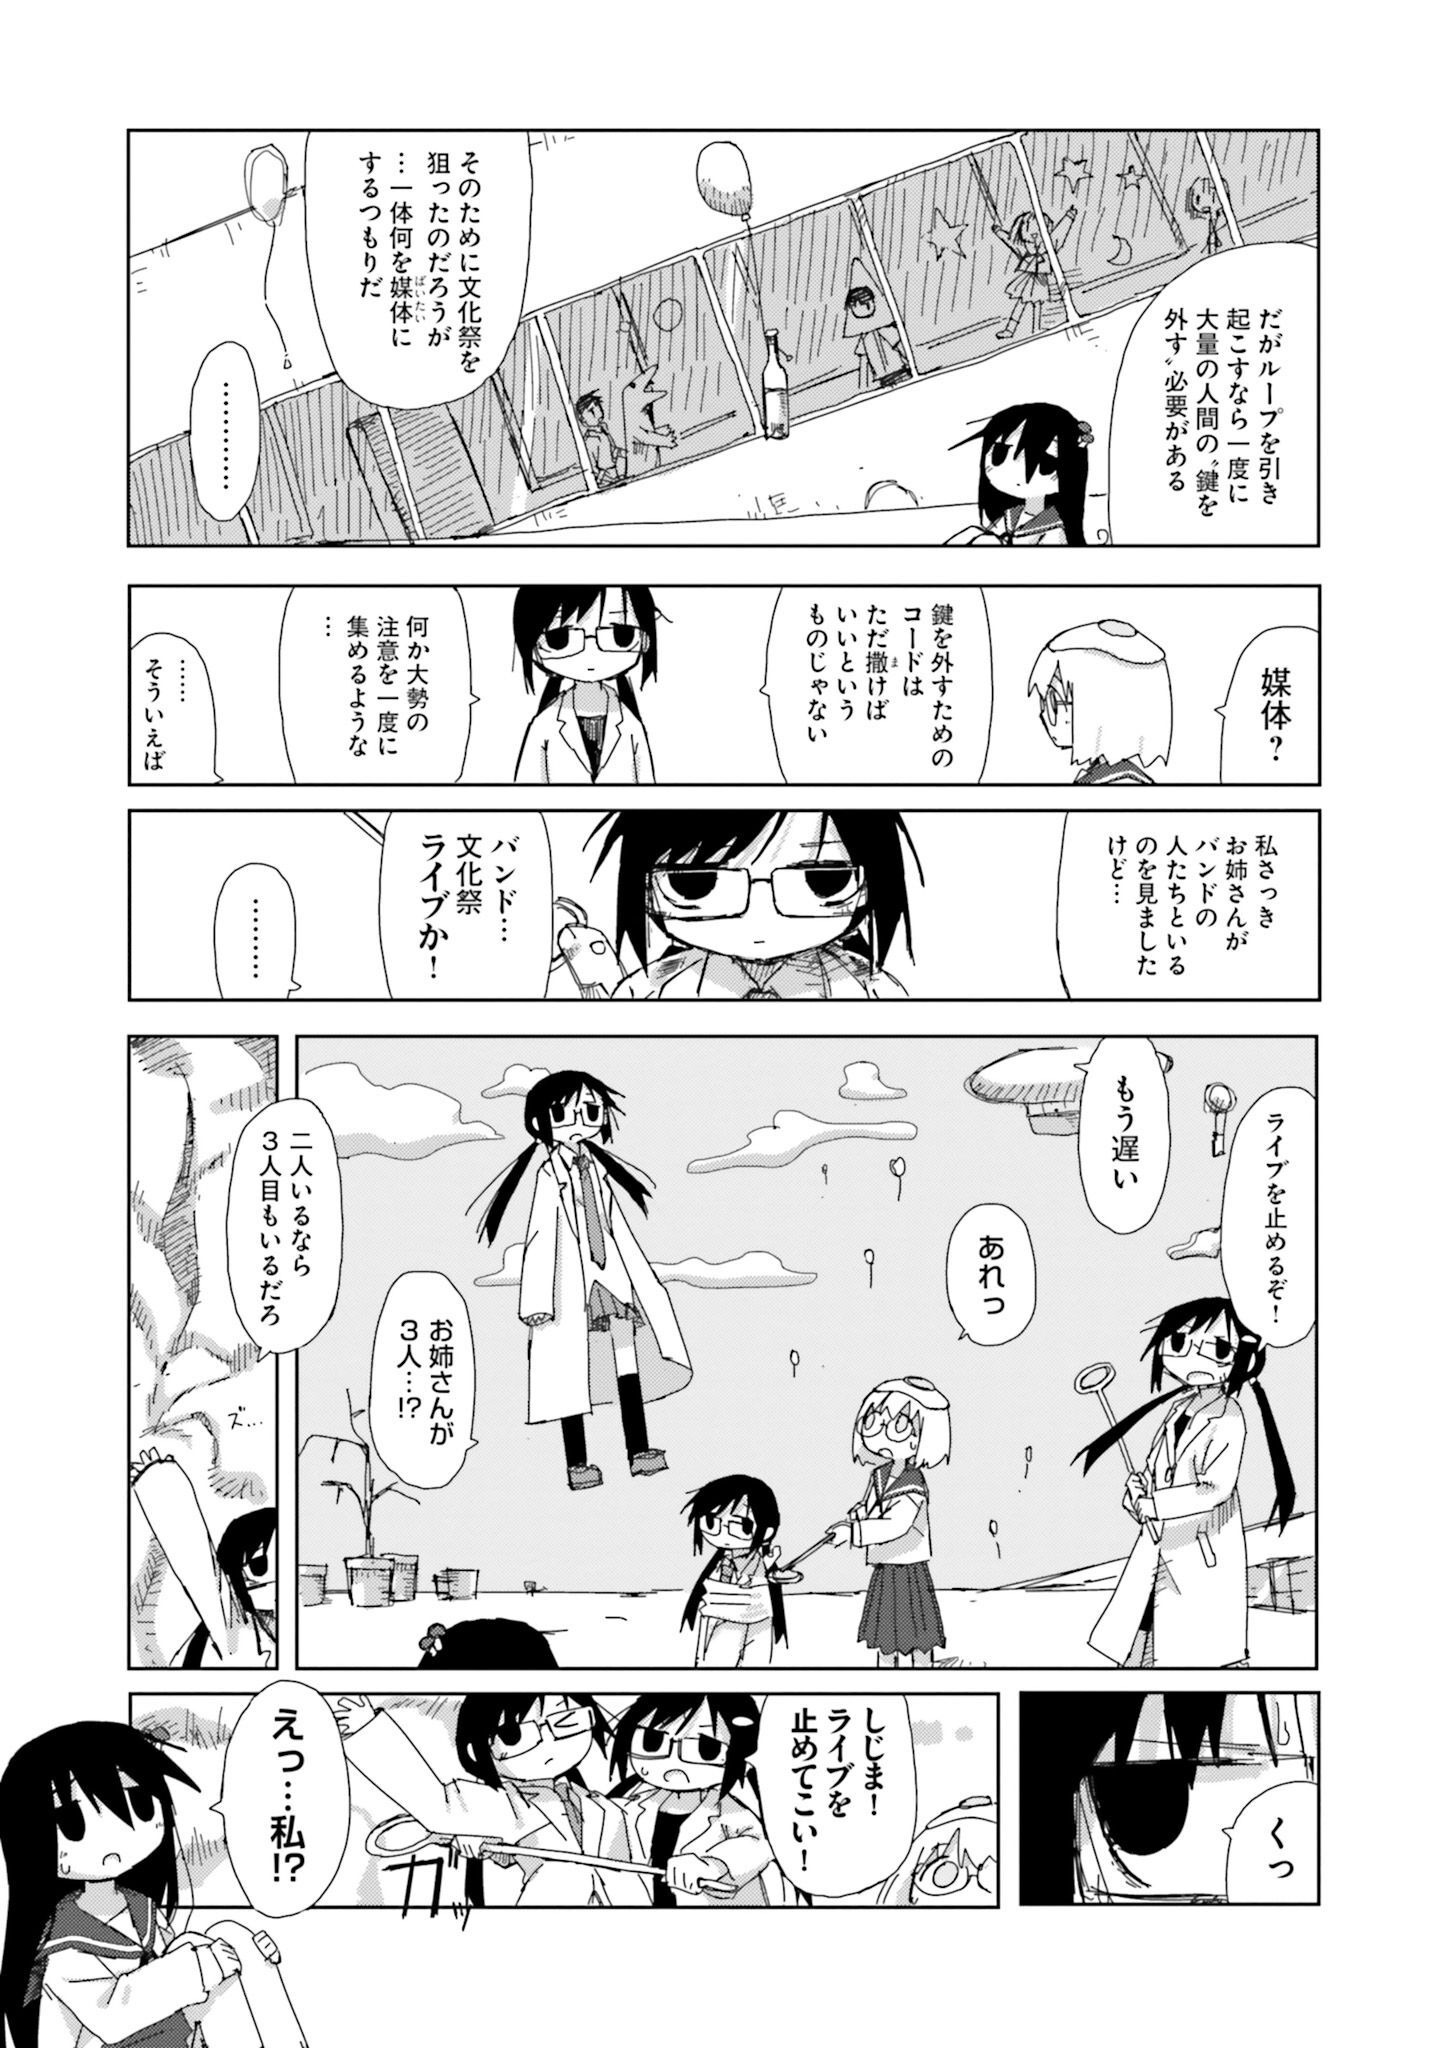 だがループを引き
起こすなら一度に
大量の人間の〝鍵を
外す〟必要がある
そのために文化祭を
狙ったのだろうが
…一体何を媒体に
するつもりだ
ばいたい
…………
媒体？
鍵を外すための
コードは
ただ撒けば
ま
いいという
ものじゃない
何か大勢の
注意を一度に
集めるような
…
……
そういえば
私さっき
お姉さんが
バンドの
人たちといる
のを見ました
けど…
バンド…
文化祭
ライブか！
………
ライブを止めるぞ！
もう遅い
あれっ
お姉さんが
３人…!?
二人いるなら
３人目もいるだろ
ズ…
くっ
しじま！
ライブを
止めてこい！
ガッ
えっ…私!?